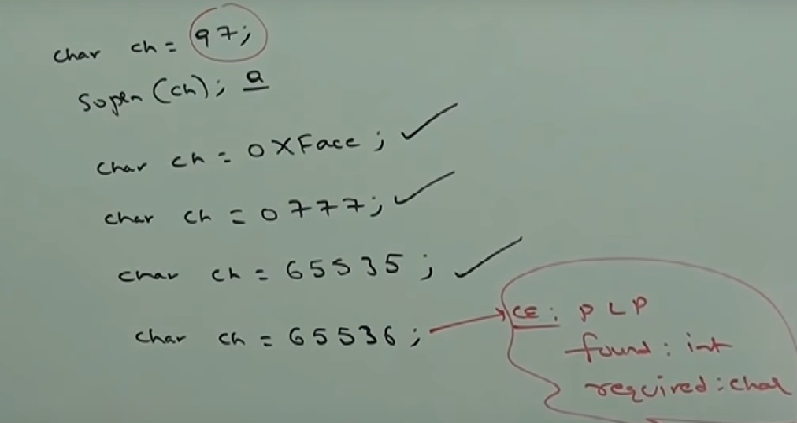 char ch = 97;
Sopln (ch); a
char ch = 0XFace;
char ch = 0777;
char ch = 65535;
char ch = 65536;
CE: PLP
found: int
required: char